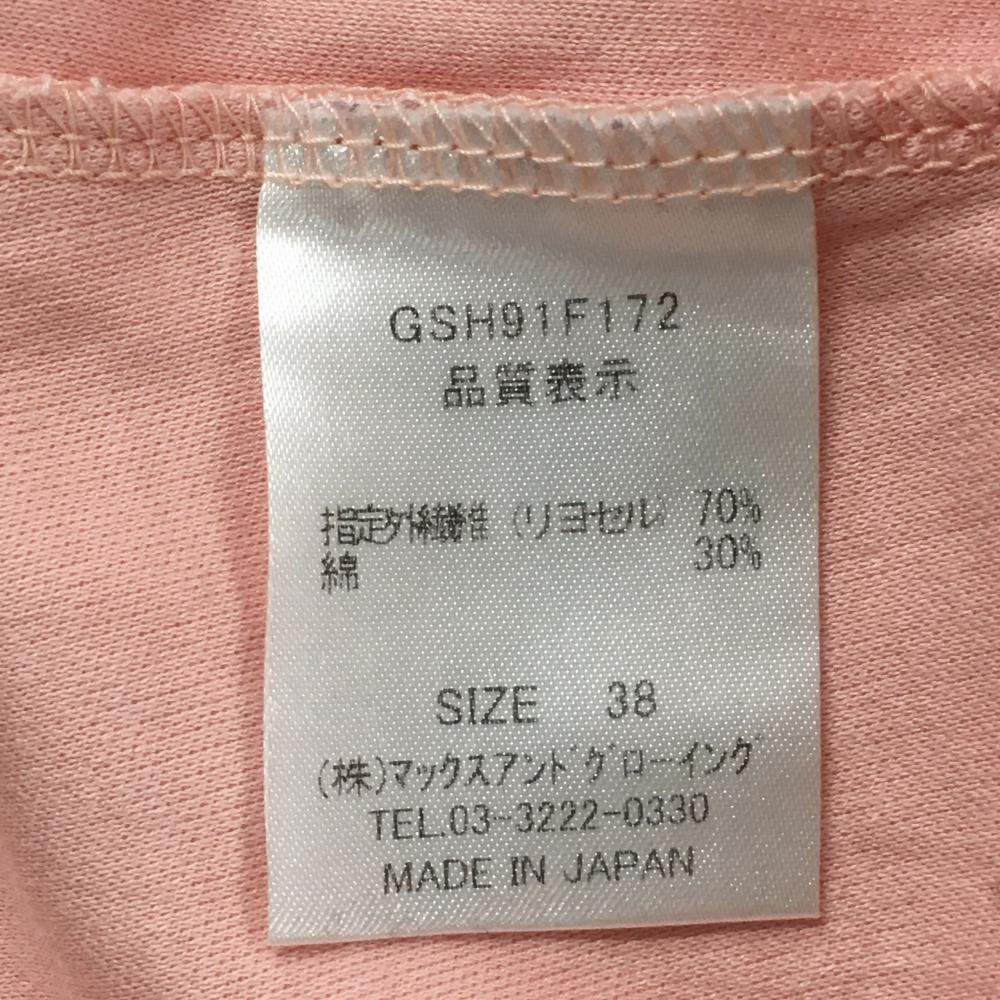 GSH91F172
品質表示
指定外繊維 (リヨセル) 70%
綿 30%
SIZE 38
(株)マックスアンドグローイング
TEL.03-3222-0330
MADE IN JAPAN